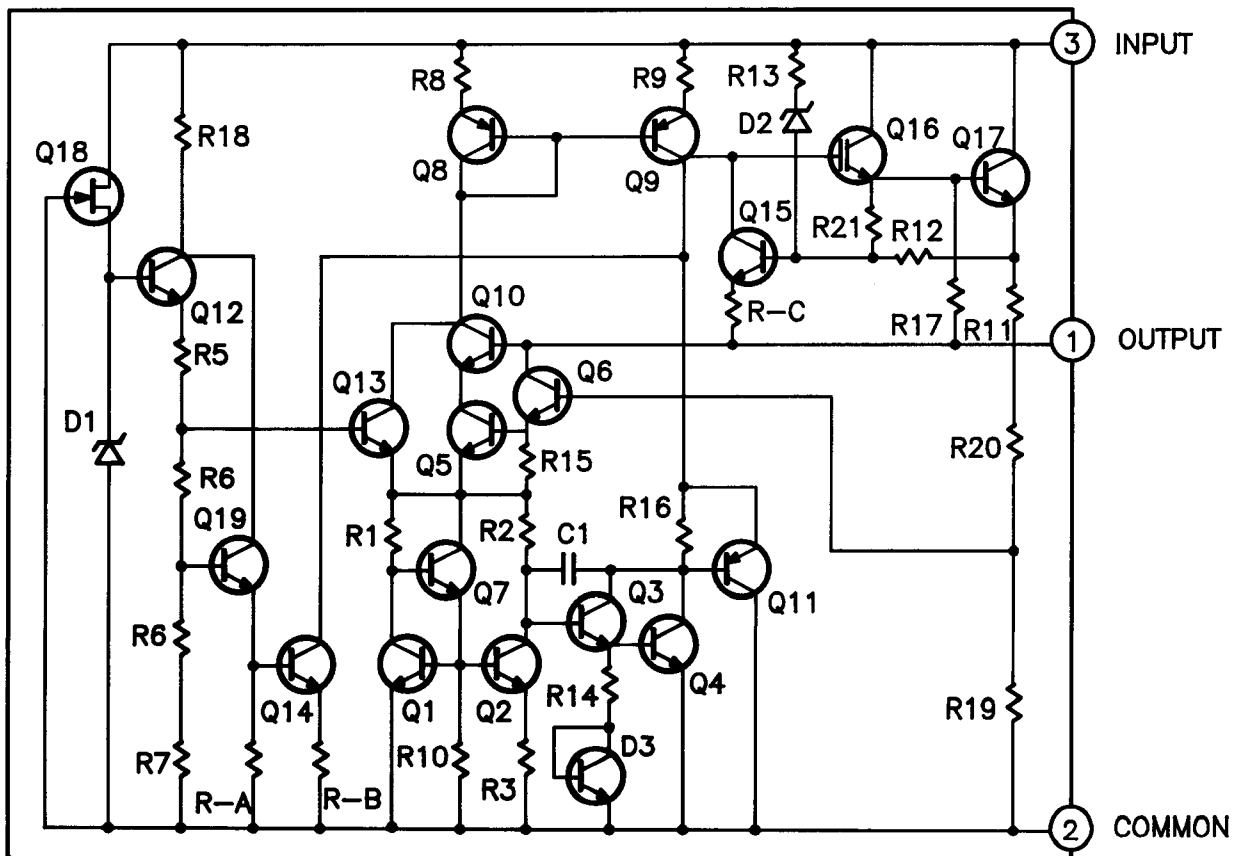 3 INPUT
R8
R9
R13
R18
D2
Q16
Q17
Q18
Q8
Q9
Q15
R21
R12
Q12
Q10
R-C
R17
R11
1 OUTPUT
R5
Q13
Q6
D1
Q5
R15
R20
R6
Q19
R1
R2
C1
R16
Q7
Q3
Q11
R6
Q14
Q1
Q2
R14
Q4
R19
R7
R10
D3
R3
R-A
R-B
2 COMMON